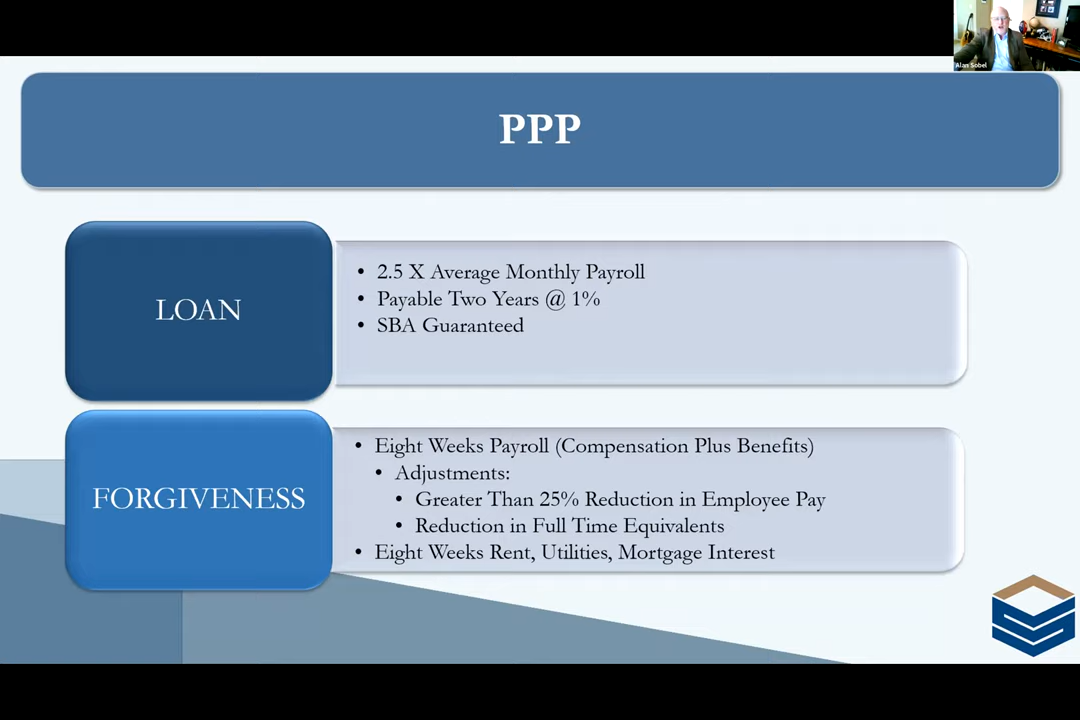 Alan Sobel
PPP
LOAN
• 2.5 X Average Monthly Payroll
• Payable Two Years @ 1%
• SBA Guaranteed
FORGIVENESS
• Eight Weeks Payroll (Compensation Plus Benefits)
• Adjustments:
• Greater Than 25% Reduction in Employee Pay
• Reduction in Full Time Equivalents
• Eight Weeks Rent, Utilities, Mortgage Interest